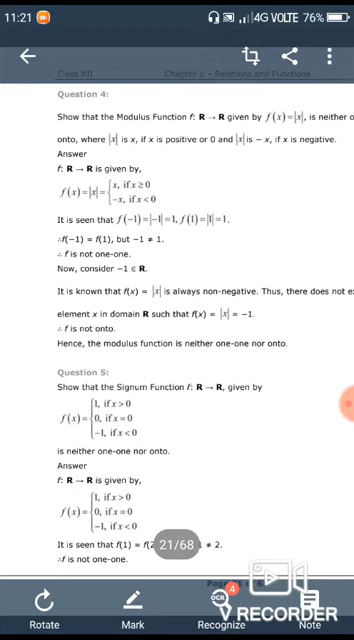 11:21 4G VOLTE 76%
Class XII Chapter 1 – Relations and Functions
Question 4:
Show that the Modulus Function f: R → R given by f(x)=|x|, is neither o
onto, where |x| is x, if x is positive or 0 and |x| is − x, if x is negative.
Answer
f: R → R is given by,
f(x)=|x|={x, if x≥0
−x, if x<0
It is seen that f(−1)=|−1|=1, f(1)=|1|=1.
∴f(−1) = f(1), but −1 ≠ 1.
∴ f is not one-one.
Now, consider −1 ∈ R.
It is known that f(x) = |x| is always non-negative. Thus, there does not ex
element x in domain R such that f(x) = |x| = −1.
∴ f is not onto.
Hence, the modulus function is neither one-one nor onto.
Question 5:
Show that the Signum Function f: R → R, given by
f(x)={1, if x>0
0, if x=0
−1, if x<0
is neither one-one nor onto.
Answer
f: R → R is given by,
f(x)={1, if x>0
0, if x=0
−1, if x<0
It is seen that f(1) = f(2 21/68 1 ≠ 2.
∴f is not one-one.
4
OCR
RECORDER
Rotate Mark Recognize Note